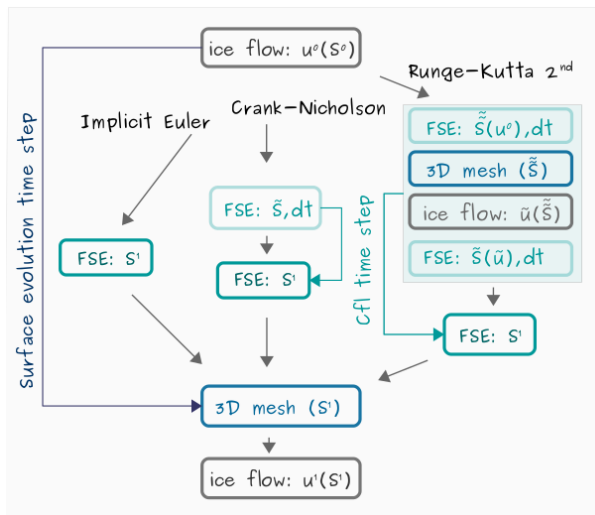 ice flow: u⁰(S⁰)
Runge-Kutta 2ⁿᵈ
Implicit Euler
Crank-Nicholson
FSE: S̃̃(u⁰),dt
3D mesh (S̃̃)
ice flow: ũ(S̃̃)
FSE: S̃(ũ),dt
FSE: S̃,dt
FSE: S¹
FSE: S¹
FSE: S¹
Surface evolution time step
Cfl time step
3D mesh (S¹)
ice flow: u¹(S¹)